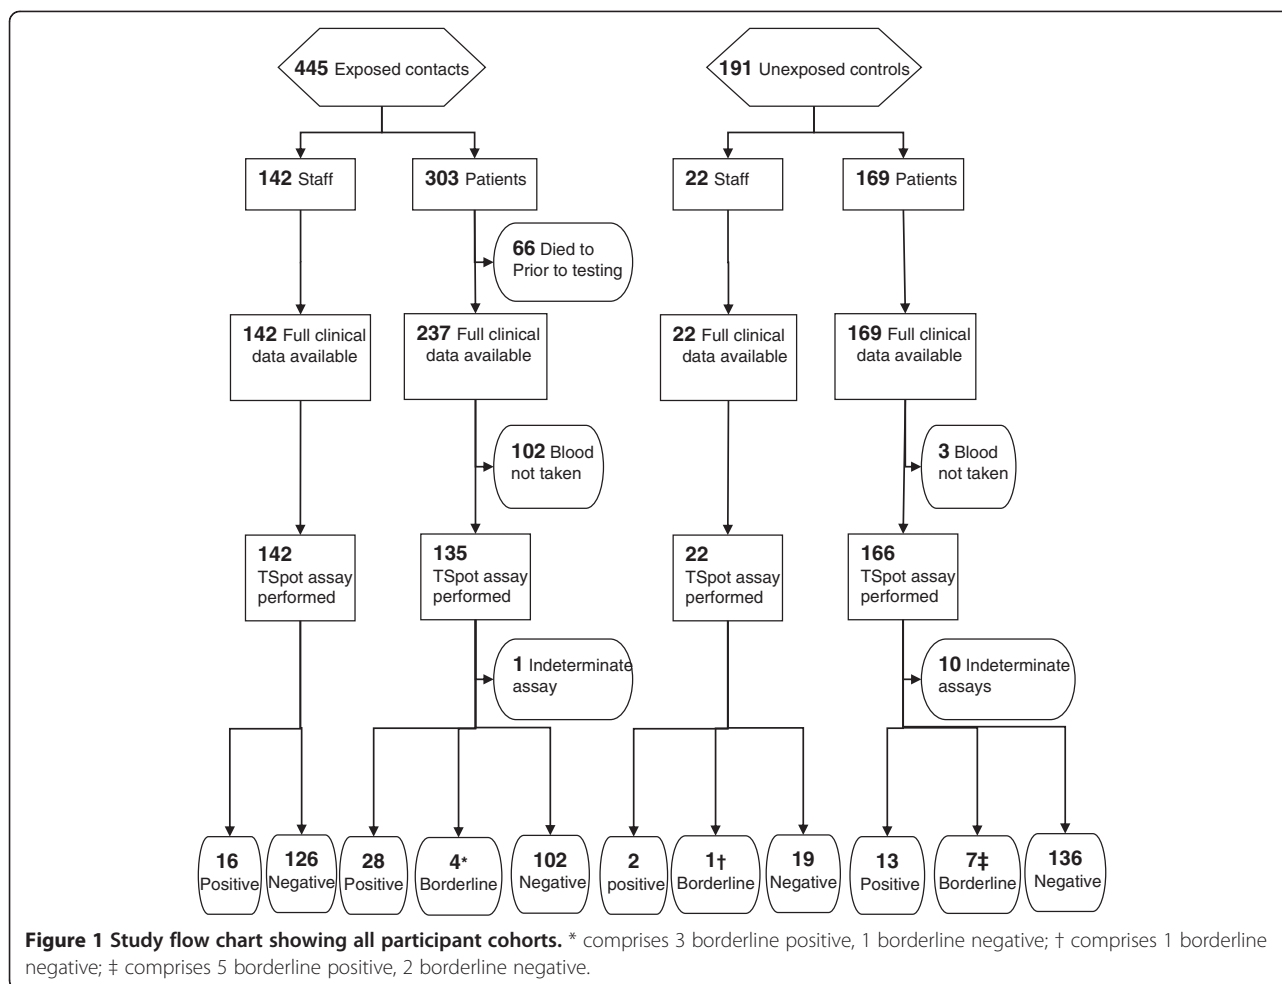 445 Exposed contacts
191 Unexposed controls
142 Staff
303 Patients
22 Staff
169 Patients
66 Died to
Prior to testing
142 Full clinical
data available
237 Full clinical
data available
22 Full clinical
data available
169 Full clinical
data available
102 Blood
not taken
3 Blood
not taken
142
TSpot assay
performed
135
TSpot assay
performed
22
TSpot assay
performed
166
TSpot assay
performed
1 Indeterminate
assay
10 Indeterminate
assays
16
Positive
126
Negative
28
Positive
4*
Borderline
102
Negative
2
positive
1†
Borderline
19
Negative
13
Positive
7‡
Borderline
136
Negative
Figure 1 Study flow chart showing all participant cohorts. * comprises 3 borderline positive, 1 borderline negative; † comprises 1 borderline
negative; ‡ comprises 5 borderline positive, 2 borderline negative.